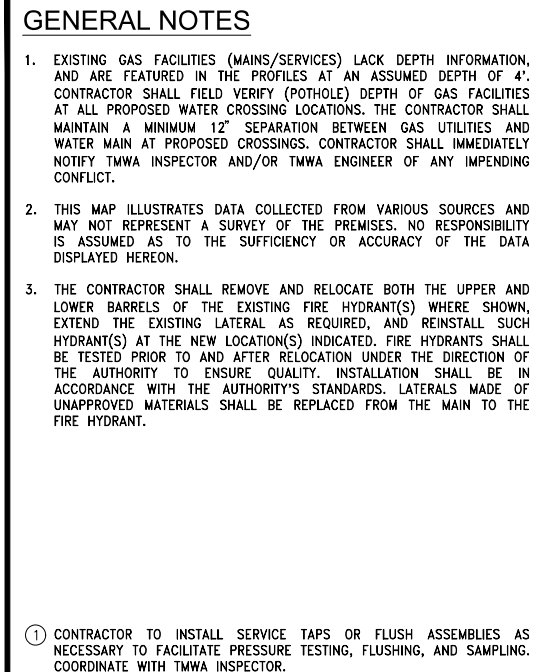 GENERAL NOTES
1. EXISTING GAS FACILITIES (MAINS/SERVICES) LACK DEPTH INFORMATION,
AND ARE FEATURED IN THE PROFILES AT AN ASSUMED DEPTH OF 4'.
CONTRACTOR SHALL FIELD VERIFY (POTHOLE) DEPTH OF GAS FACILITIES
AT ALL PROPOSED WATER CROSSING LOCATIONS. THE CONTRACTOR SHALL
MAINTAIN A MINIMUM 12" SEPARATION BETWEEN GAS UTILITIES AND
WATER MAIN AT PROPOSED CROSSINGS. CONTRACTOR SHALL IMMEDIATELY
NOTIFY TMWA INSPECTOR AND/OR TMWA ENGINEER OF ANY IMPENDING
CONFLICT.
2. THIS MAP ILLUSTRATES DATA COLLECTED FROM VARIOUS SOURCES AND
MAY NOT REPRESENT A SURVEY OF THE PREMISES. NO RESPONSIBILITY
IS ASSUMED AS TO THE SUFFICIENCY OR ACCURACY OF THE DATA
DISPLAYED HEREON.
3. THE CONTRACTOR SHALL REMOVE AND RELOCATE BOTH THE UPPER AND
LOWER BARRELS OF THE EXISTING FIRE HYDRANT(S) WHERE SHOWN,
EXTEND THE EXISTING LATERAL AS REQUIRED, AND REINSTALL SUCH
HYDRANT(S) AT THE NEW LOCATION(S) INDICATED. FIRE HYDRANTS SHALL
BE TESTED PRIOR TO AND AFTER RELOCATION UNDER THE DIRECTION OF
THE AUTHORITY TO ENSURE QUALITY. INSTALLATION SHALL BE IN
ACCORDANCE WITH THE AUTHORITY'S STANDARDS. LATERALS MADE OF
UNAPPROVED MATERIALS SHALL BE REPLACED FROM THE MAIN TO THE
FIRE HYDRANT.
1 CONTRACTOR TO INSTALL SERVICE TAPS OR FLUSH ASSEMBLIES AS
NECESSARY TO FACILITATE PRESSURE TESTING, FLUSHING, AND SAMPLING.
COORDINATE WITH TMWA INSPECTOR.